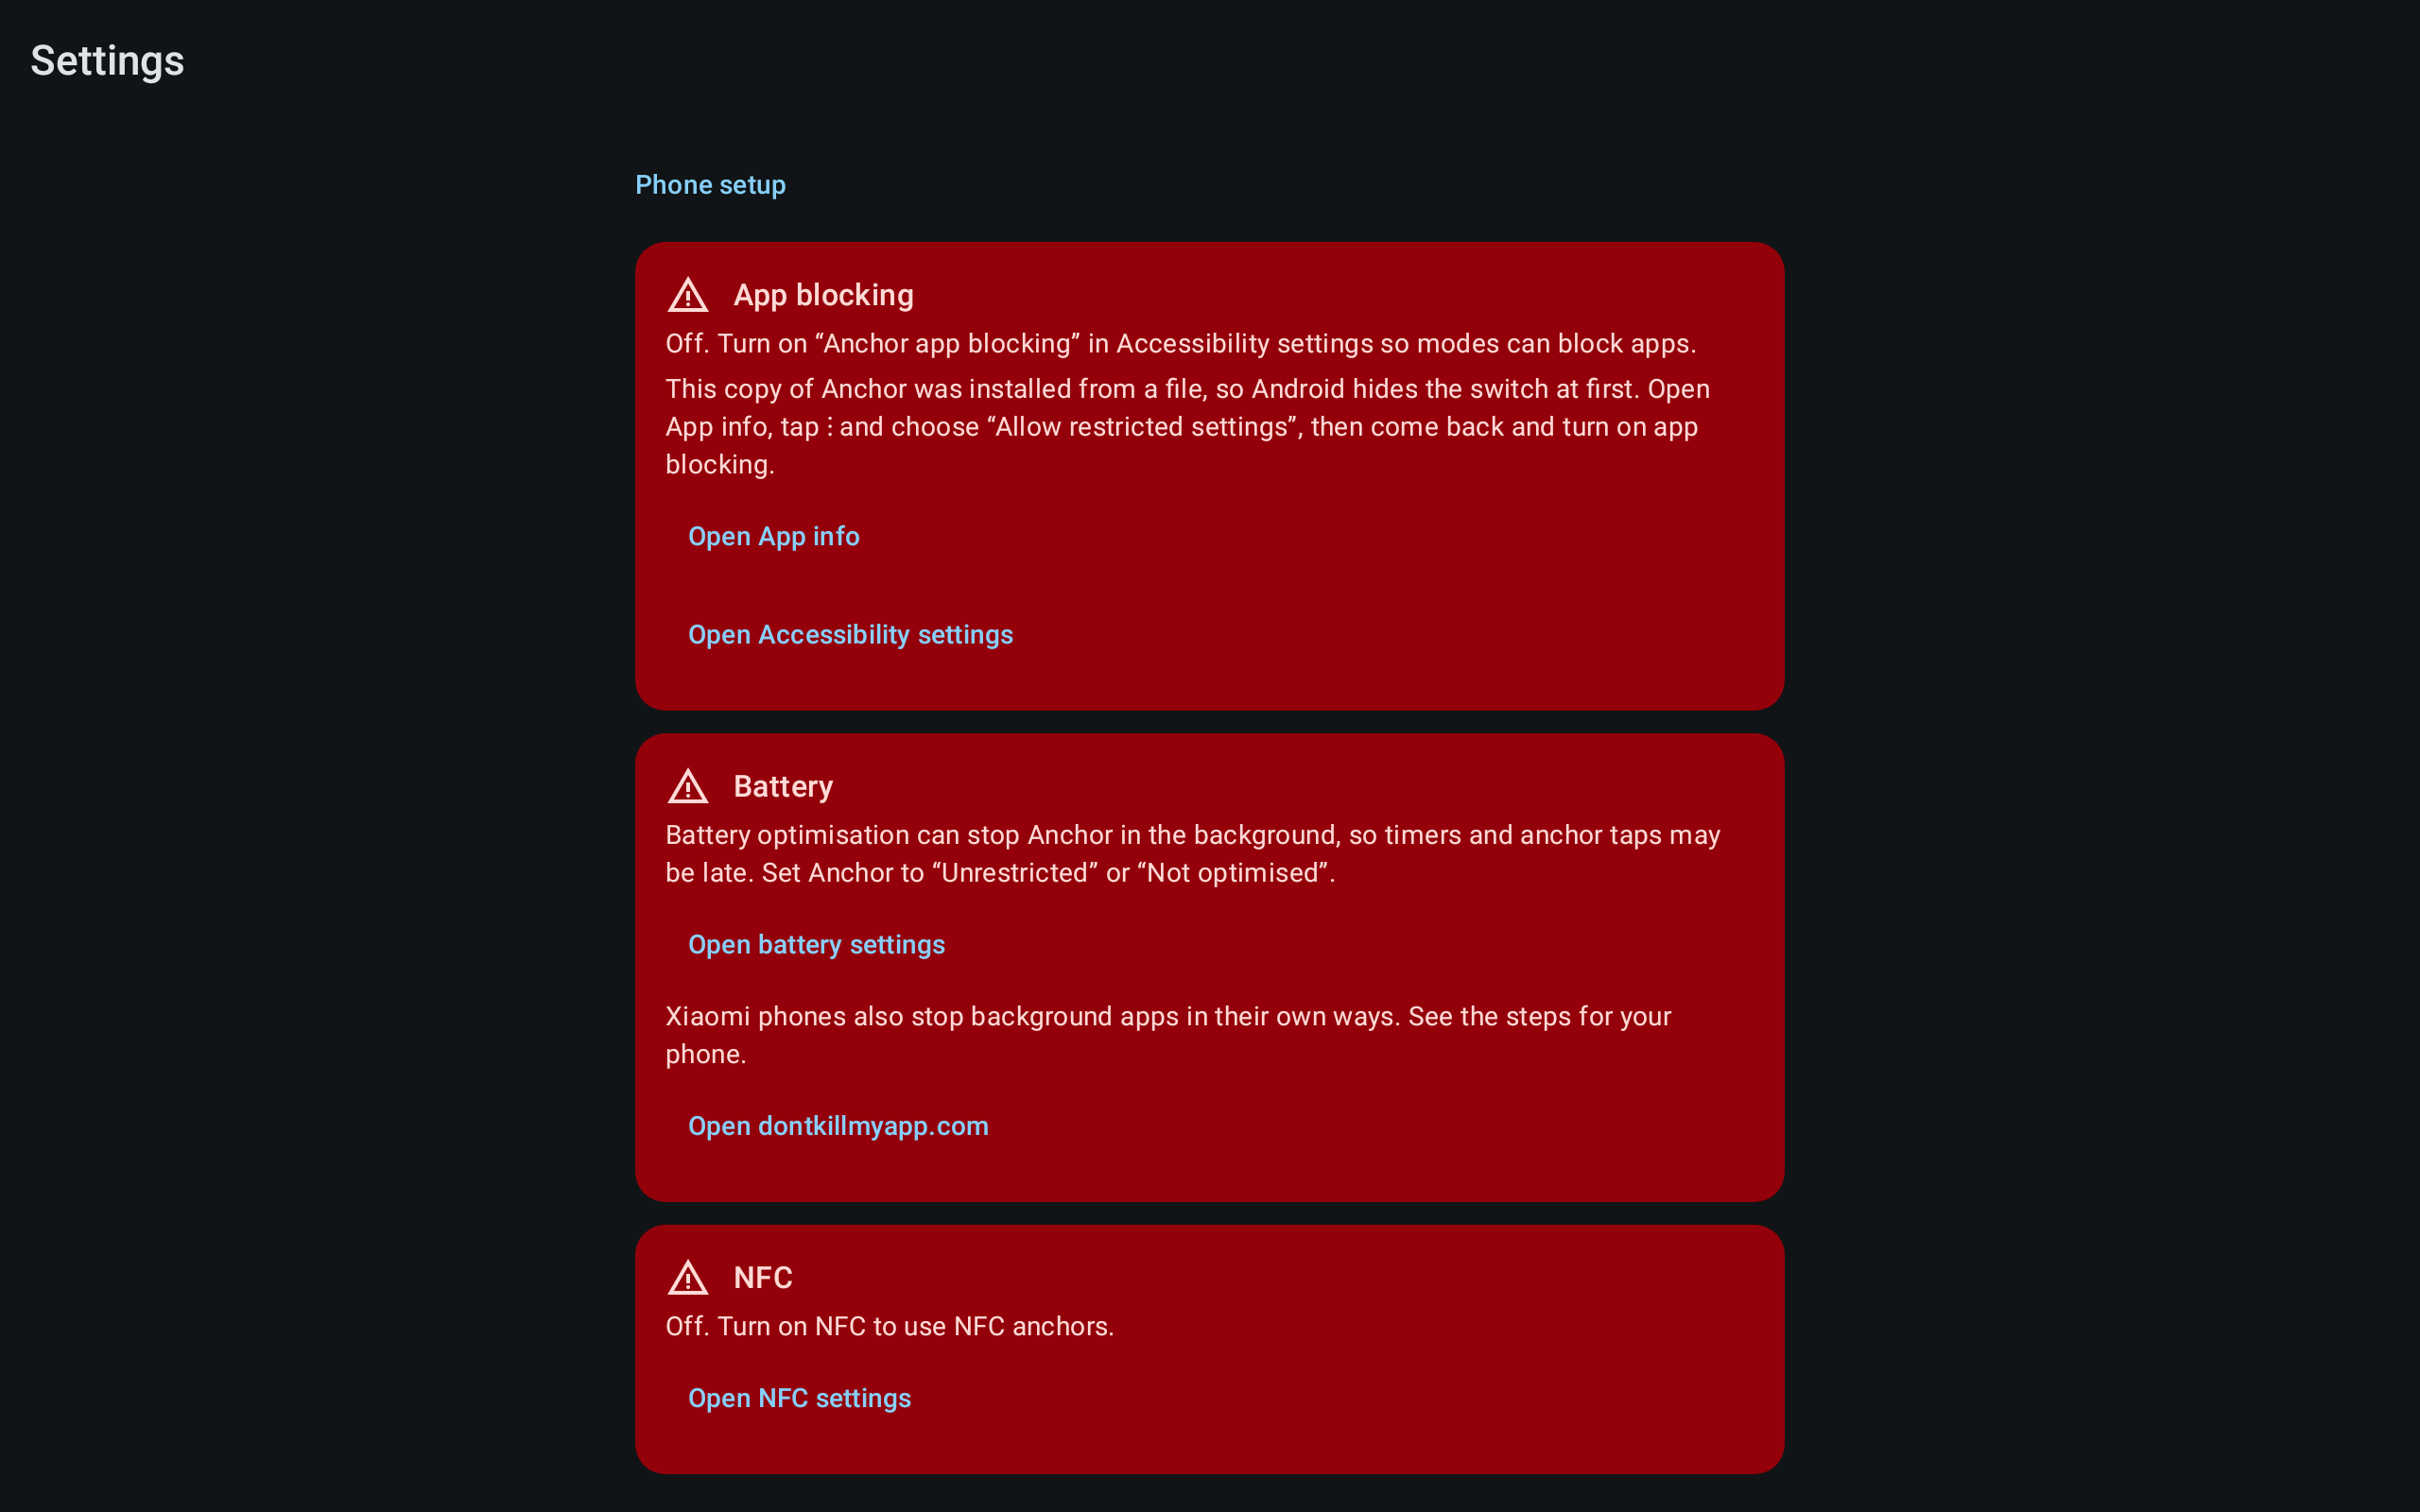 Settings
Phone setup
App blocking
Off. Turn on “Anchor app blocking” in Accessibility settings so modes can block apps.
This copy of Anchor was installed from a file, so Android hides the switch at first. Open
App info, tap ⋮ and choose “Allow restricted settings”, then come back and turn on app
blocking.
Open App info
Open Accessibility settings
Battery
Battery optimisation can stop Anchor in the background, so timers and anchor taps may
be late. Set Anchor to “Unrestricted” or “Not optimised”.
Open battery settings
Xiaomi phones also stop background apps in their own ways. See the steps for your
phone.
Open dontkillmyapp.com
NFC
Off. Turn on NFC to use NFC anchors.
Open NFC settings